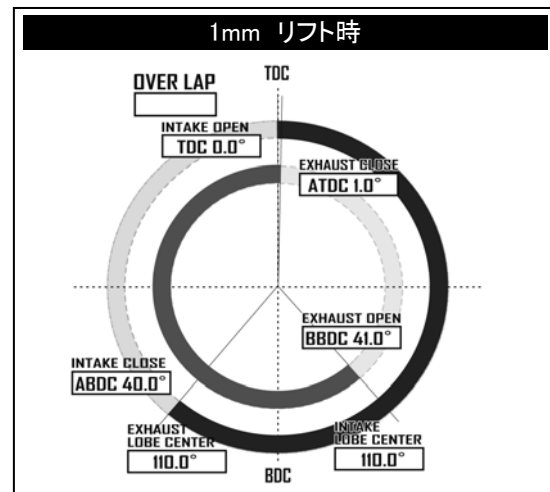 1mm リフト時
TDC
OVER LAP
INTAKE OPEN
TDC 0.0°
EXHAUST CLOSE
ATDC 1.0°
EXHAUST OPEN
BBDC 41.0°
INTAKE CLOSE
ABDC 40.0°
EXHAUST
LOBE CENTER
110.0°
INTAKE
LOBE CENTER
110.0°
BDC